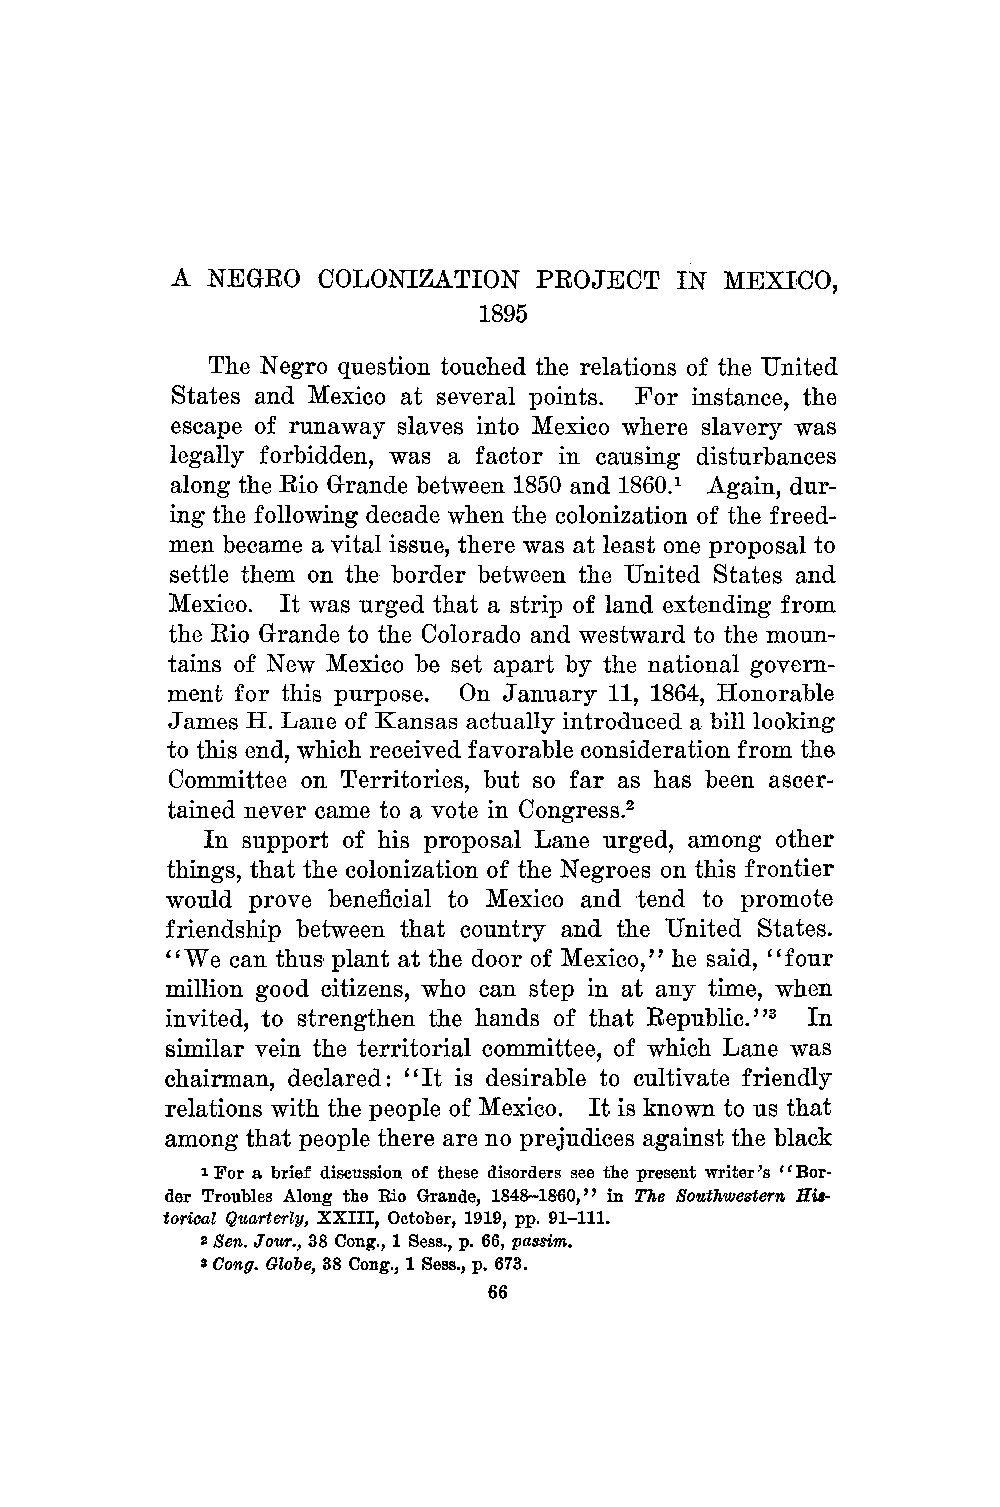 A NEGRO COLONIZATION PROJECT IN MEXICO,
1895
The Negro question touched the relations of the United
States and Mexico at several points. For instance, the
escape of runaway slaves into Mexico where slavery was
legally forbidden, was a factor in causing disturbances
along the Rio Grande between 1850 and 1860.¹ Again, dur-
ing the following decade when the colonization of the freed-
men became a vital issue, there was at least one proposal to
settle them on the border between the United States and
Mexico. It was urged that a strip of land extending from
the Rio Grande to the Colorado and westward to the moun-
tains of New Mexico be set apart by the national govern-
ment for this purpose. On January 11, 1864, Honorable
James H. Lane of Kansas actually introduced a bill looking
to this end, which received favorable consideration from the
Committee on Territories, but so far as has been ascer-
tained never came to a vote in Congress.²
In support of his proposal Lane urged, among other
things, that the colonization of the Negroes on this frontier
would prove beneficial to Mexico and tend to promote
friendship between that country and the United States.
"We can thus plant at the door of Mexico," he said, "four
million good citizens, who can step in at any time, when
invited, to strengthen the hands of that Republic."³ In
similar vein the territorial committee, of which Lane was
chairman, declared: "It is desirable to cultivate friendly
relations with the people of Mexico. It is known to us that
among that people there are no prejudices against the black
¹ For a brief discussion of these disorders see the present writer's "Bor-
der Troubles Along the Rio Grande, 1848–1860," in The Southwestern His-
torical Quarterly, XXIII, October, 1919, pp. 91–111.
² Sen. Jour., 38 Cong., 1 Sess., p. 66, passim.
³ Cong. Globe, 38 Cong., 1 Sess., p. 673.
66